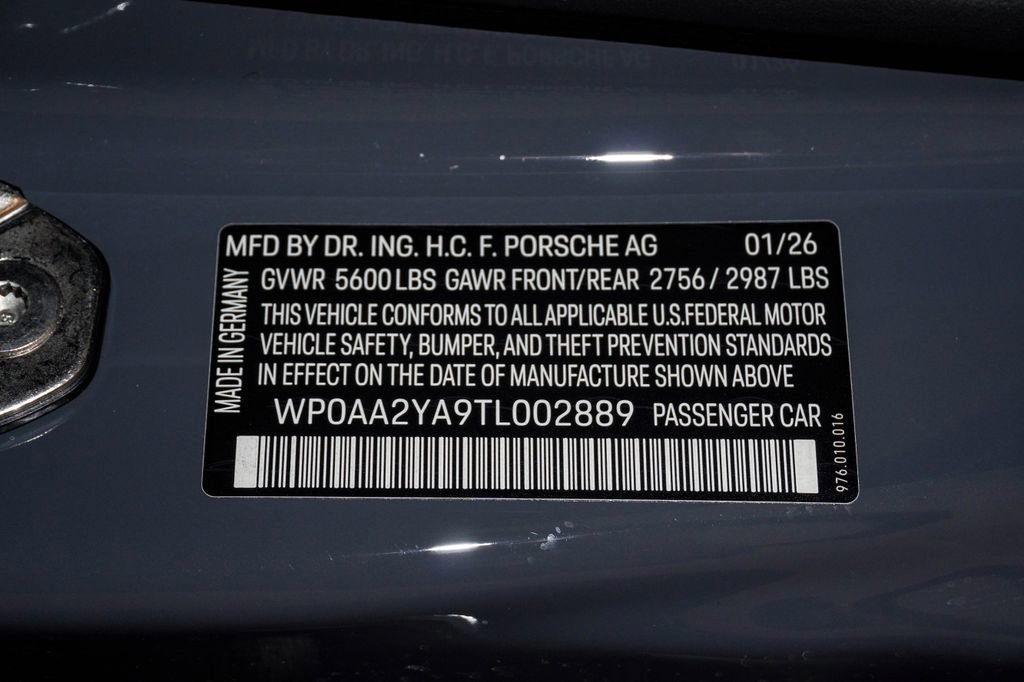 MFD BY DR. ING. H.C. F. PORSCHE AG 01/26
GVWR 5600 LBS GAWR FRONT/REAR 2756 / 2987 LBS
THIS VEHICLE CONFORMS TO ALL APPLICABLE U.S.FEDERAL MOTOR
VEHICLE SAFETY, BUMPER, AND THEFT PREVENTION STANDARDS
IN EFFECT ON THE DATE OF MANUFACTURE SHOWN ABOVE
WP0AA2YA9TL002889 PASSENGER CAR
MADE IN GERMANY
976.010.016